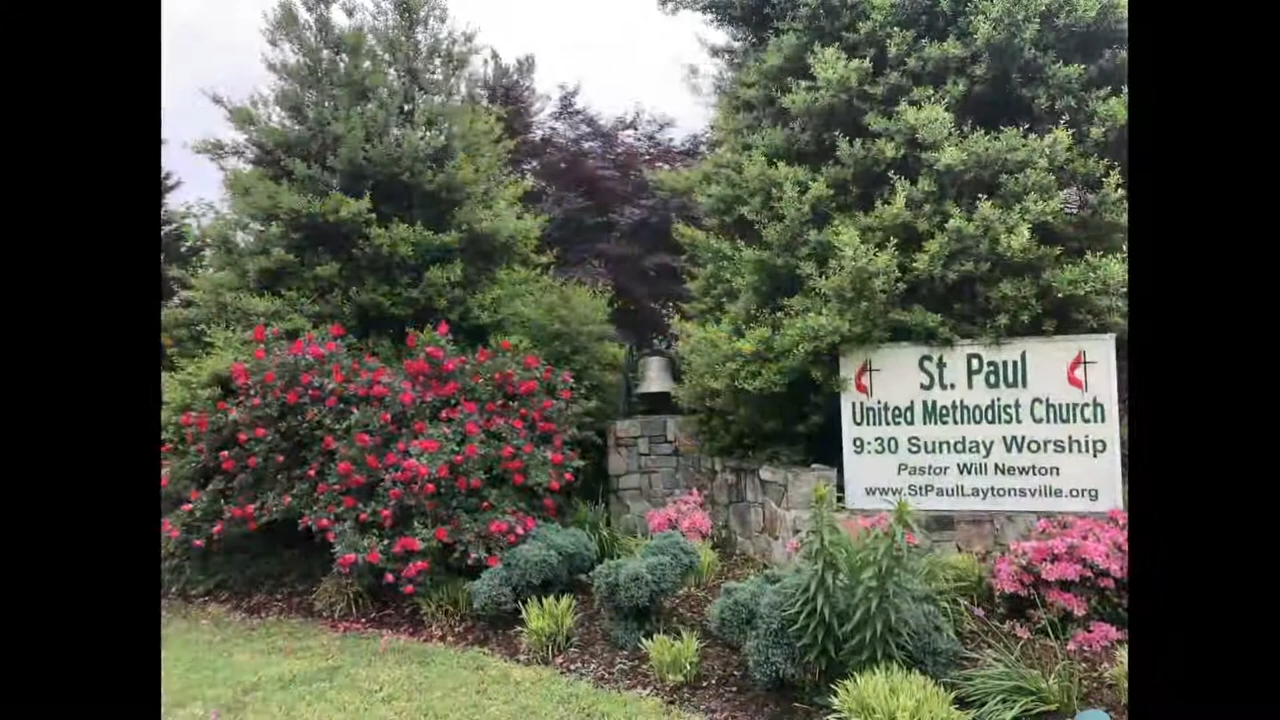 St. Paul
United Methodist Church
9:30 Sunday Worship
Pastor Will Newton
www.StPaulLaytonsville.org